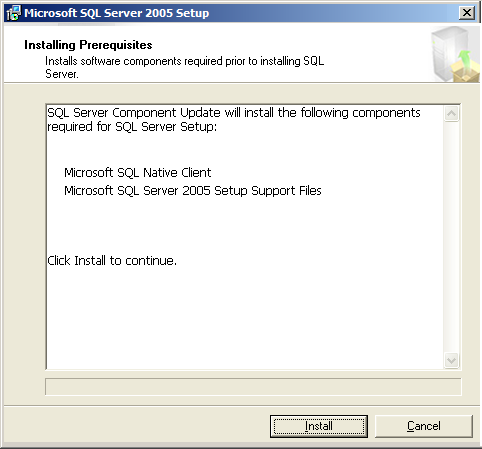 Microsoft SQL Server 2005 Setup
Installing Prerequisites
Installs software components required prior to installing SQL
Server.
SQL Server Component Update will install the following components
required for SQL Server Setup:
Microsoft SQL Native Client
Microsoft SQL Server 2005 Setup Support Files
Click Install to continue.
Install
Cancel